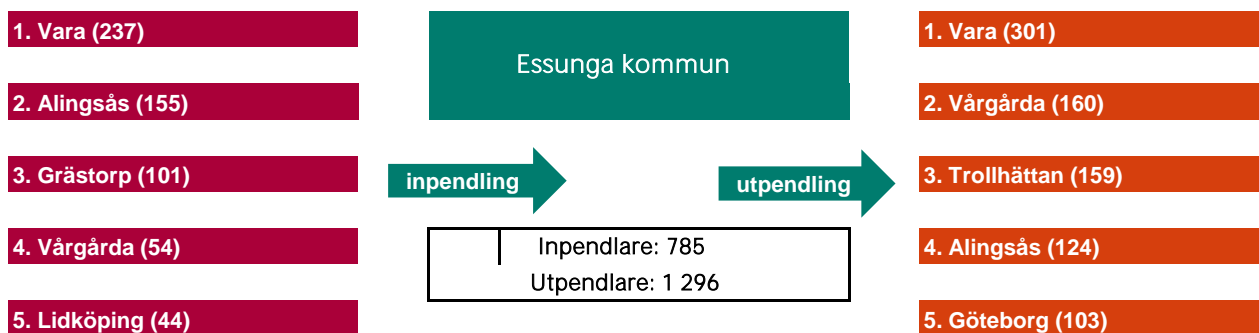 1. Vara (237)
2. Alingsås (155)
3. Grästorp (101)
4. Vårgårda (54)
5. Lidköping (44)
Essunga kommun
inpendling
utpendling
Inpendlare: 785
Utpendlare: 1 296
1. Vara (301)
2. Vårgårda (160)
3. Trollhättan (159)
4. Alingsås (124)
5. Göteborg (103)